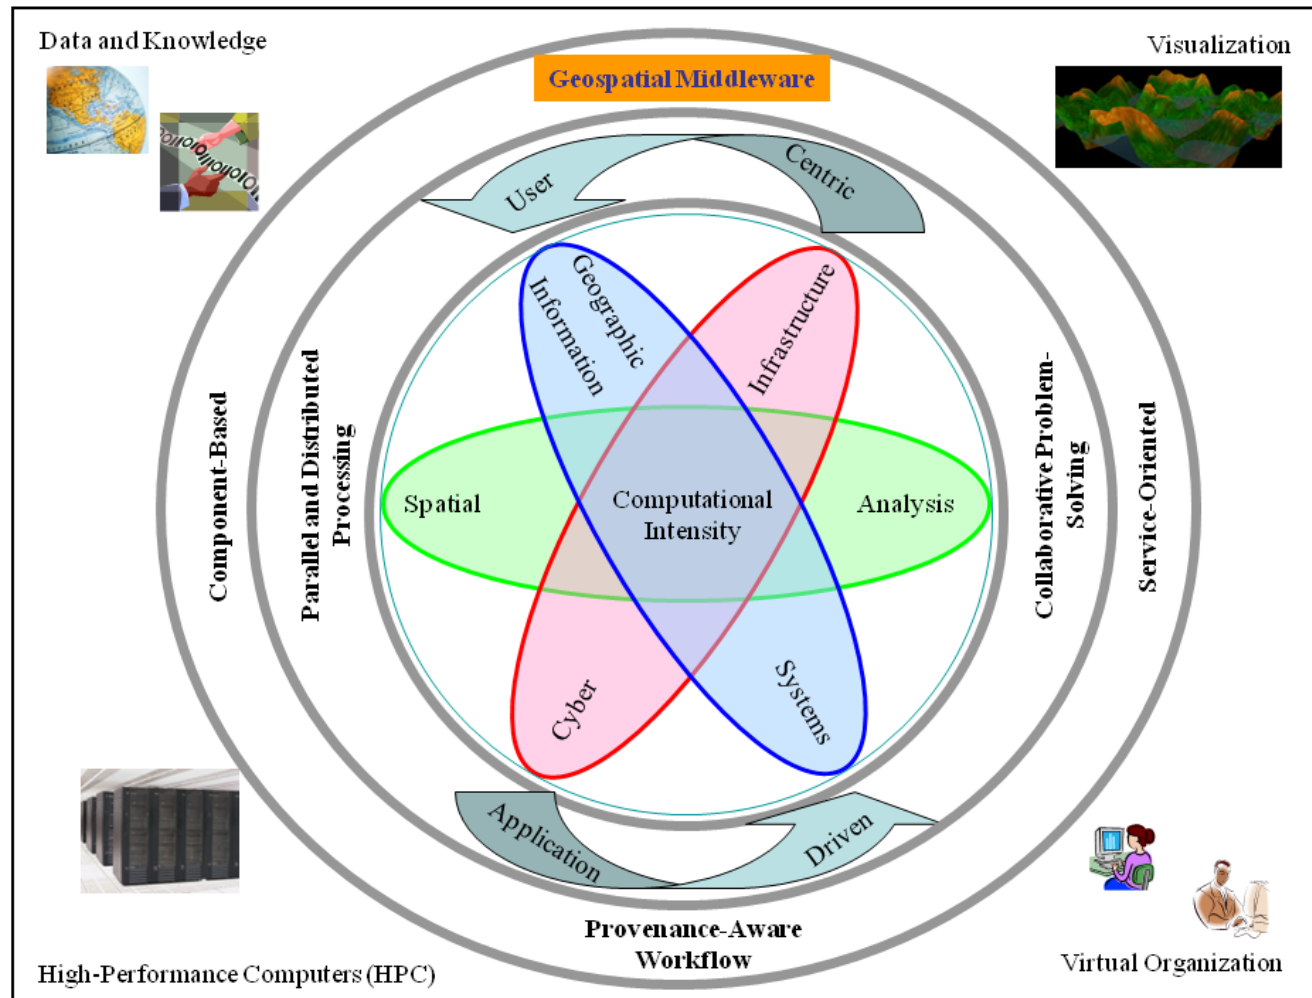 Data and Knowledge
Visualization
Geospatial Middleware
User
Centric
Geographic
Information
Infrastructure
Component-Based
Parallel and Distributed
Processing
Spatial
Computational
Intensity
Analysis
Collaborative Problem-
Solving
Service-Oriented
Cyber
Systems
Application
Driven
Provenance-Aware
Workflow
High-Performance Computers (HPC)
Virtual Organization